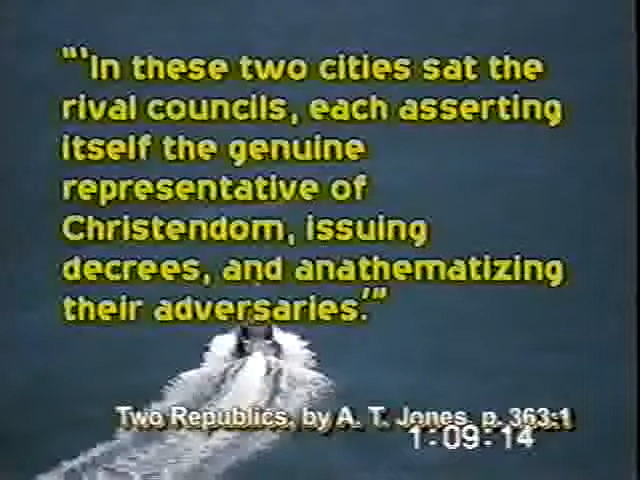 "'In these two cities sat the
rival councils, each asserting
itself the genuine
representative of
Christendom, issuing
decrees, and anathematizing
their adversaries.'"
Two Republics, by A. T. Jones, p. 363:1
1:09:14